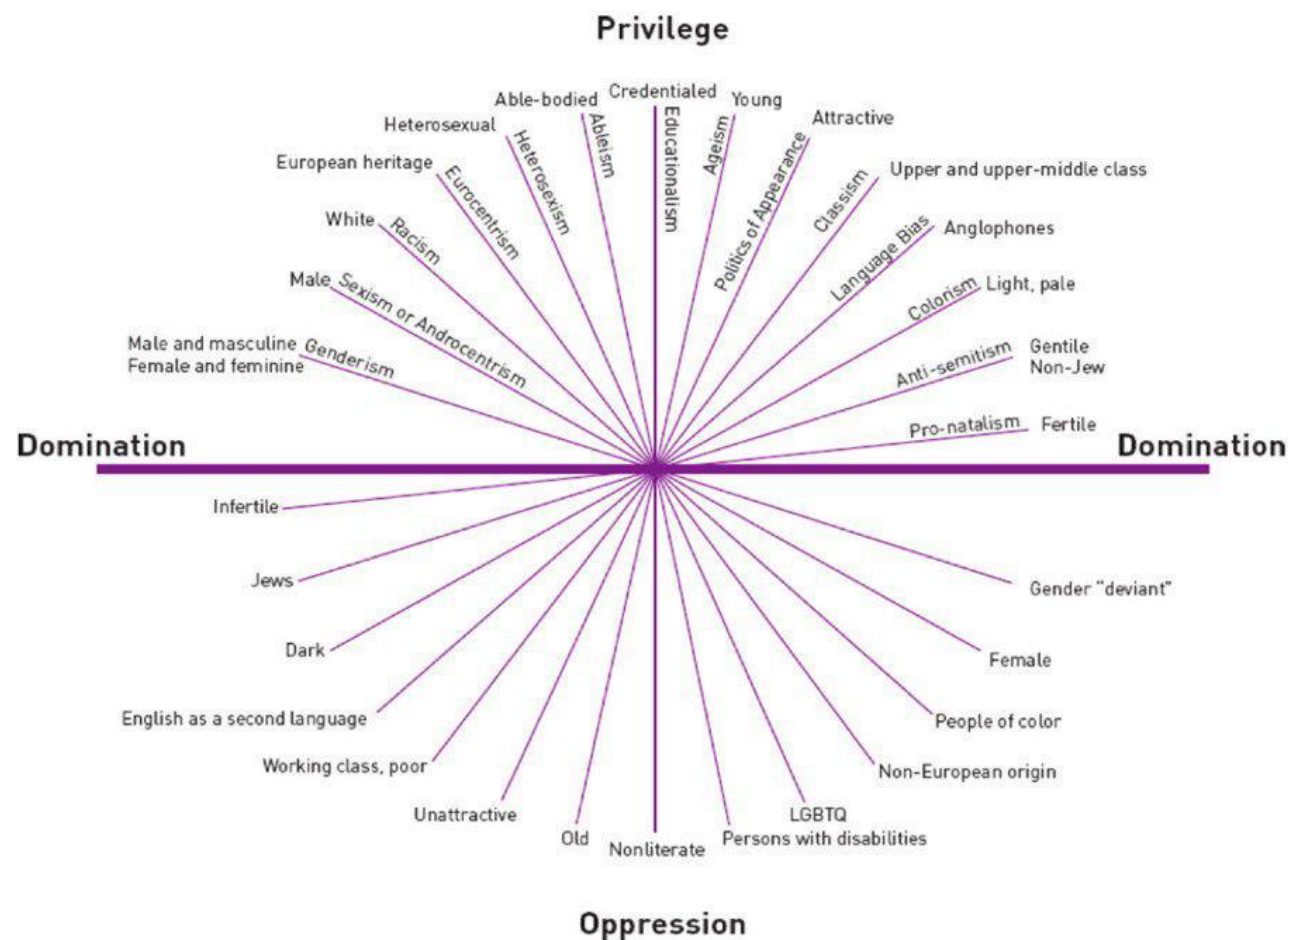 Privilege
Credentialed
Able-bodied
Young
Heterosexual
Attractive
European heritage
Upper and upper-middle class
White
Anglophones
Male
Light, pale
Male and masculine
Female and feminine
Gentile
Non-Jew
Fertile
Genderism
Sexism or Androcentrism
Racism
Eurocentrism
Heterosexism
Ableism
Educationalism
Ageism
Politics of Appearance
Classism
Language Bias
Colorism
Anti-semitism
Pro-natalism
Domination
Domination
Infertile
Jews
Gender “deviant”
Dark
Female
English as a second language
People of color
Working class, poor
Non-European origin
Unattractive
LGBTQ
Old
Nonliterate
Persons with disabilities
Oppression